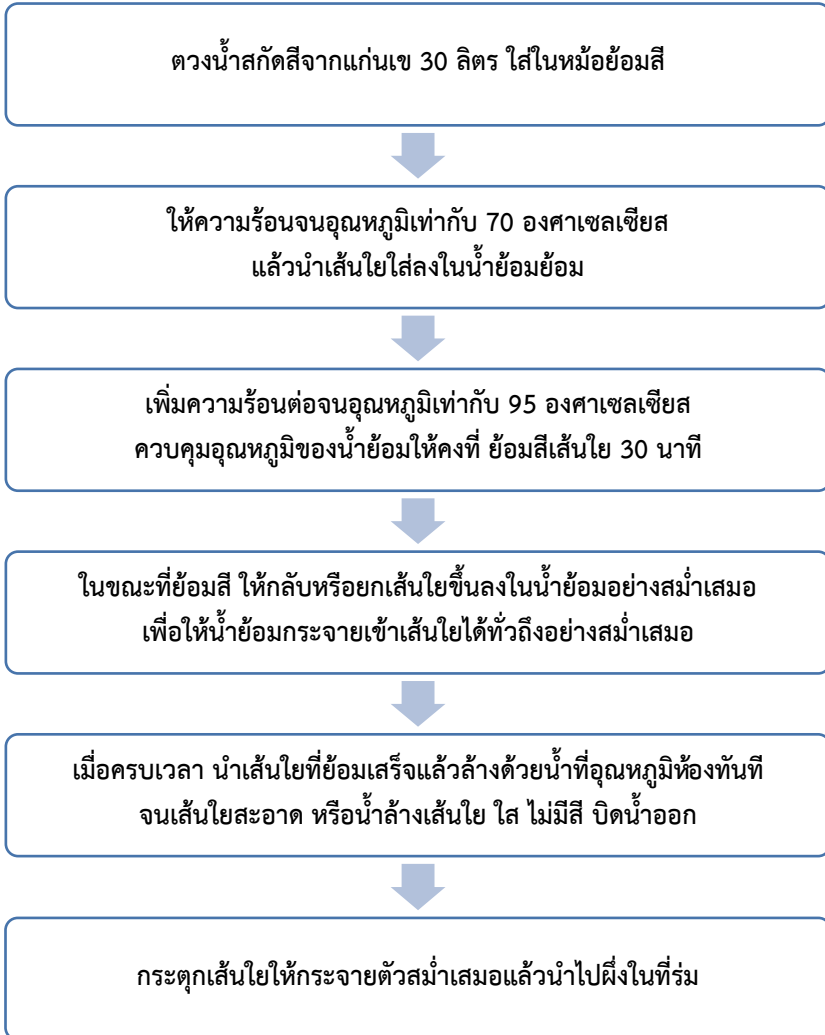 ตวงน้ำสกัดสีจากแก่นเข 30 ลิตร ใส่ในหม้อย้อมสี
ให้ความร้อนจนอุณหภูมิเท่ากับ 70 องศาเซลเซียส
แล้วนำเส้นใยใส่ลงในน้ำย้อมย้อม
เพิ่มความร้อนต่อจนอุณหภูมิเท่ากับ 95 องศาเซลเซียส
ควบคุมอุณหภูมิของน้ำย้อมให้คงที่ ย้อมสีเส้นใย 30 นาที
ในขณะที่ย้อมสี ให้กลับหรือยกเส้นใยขึ้นลงในน้ำย้อมอย่างสม่ำเสมอ
เพื่อให้น้ำย้อมกระจายเข้าเส้นใยได้ทั่วถึงอย่างสม่ำเสมอ
เมื่อครบเวลา นำเส้นใยที่ย้อมเสร็จแล้วล้างด้วยน้ำที่อุณหภูมิห้องทันที
จนเส้นใยสะอาด หรือน้ำล้างเส้นใย ใส ไม่มีสี บิดน้ำออก
กระตุกเส้นใยให้กระจายตัวสม่ำเสมอแล้วนำไปผึ่งในที่ร่ม